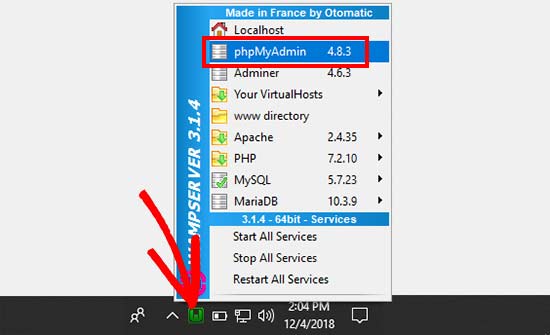 Made in France by Otomatic
Localhost
phpMyAdmin 4.8.3
Adminer 4.6.3
Your VirtualHosts
www directory
Apache 2.4.35
PHP 7.2.10
MySQL 5.7.23
MariaDB 10.3.9
3.1.4 - 64bit - Services
Start All Services
Stop All Services
Restart All Services
AMPSERVER 3.1.4
2:04 PM
12/4/2018